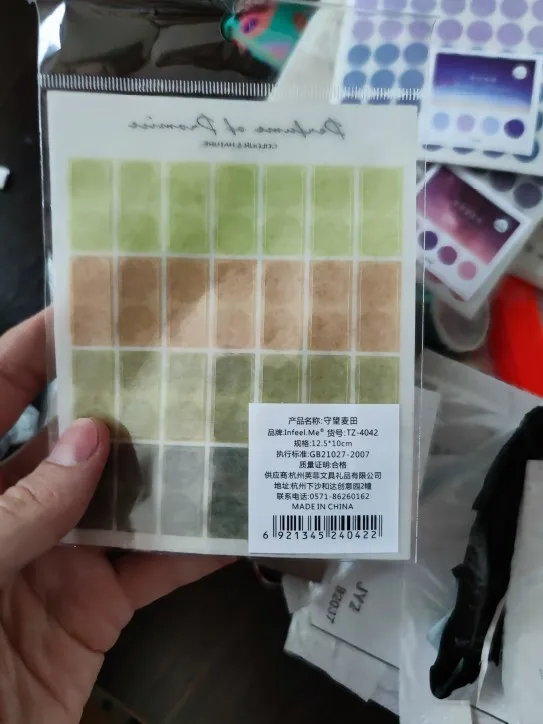 Perfume of Promise
COLOUR & NATURE
产品名称:守望麦田
品牌:Infeel.Me® 货号:TZ-4042
规格:12.5*10cm
执行标准:GB21027-2007
质量证明:合格
供应商:杭州英菲文具礼品有限公司
地址:杭州下沙和达创意园2幢
联系电话:0571-86260162
MADE IN CHINA
6 921345 240422
JY2